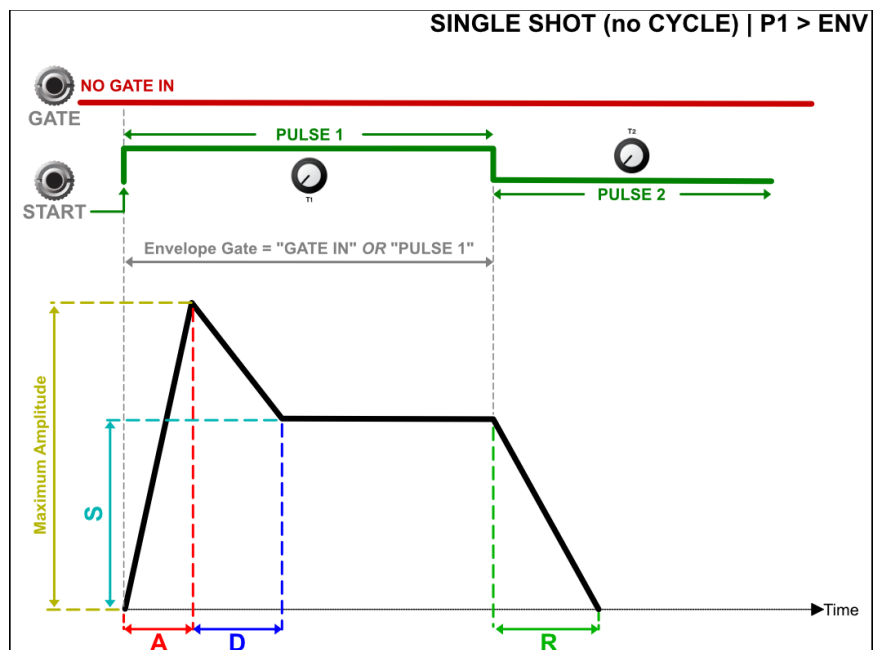 SINGLE SHOT (no CYCLE) | P1 > ENV
NO GATE IN
GATE
PULSE 1
T1
T2
START
PULSE 2
Envelope Gate = "GATE IN" OR "PULSE 1"
Maximum Amplitude
S
Time
A
D
R